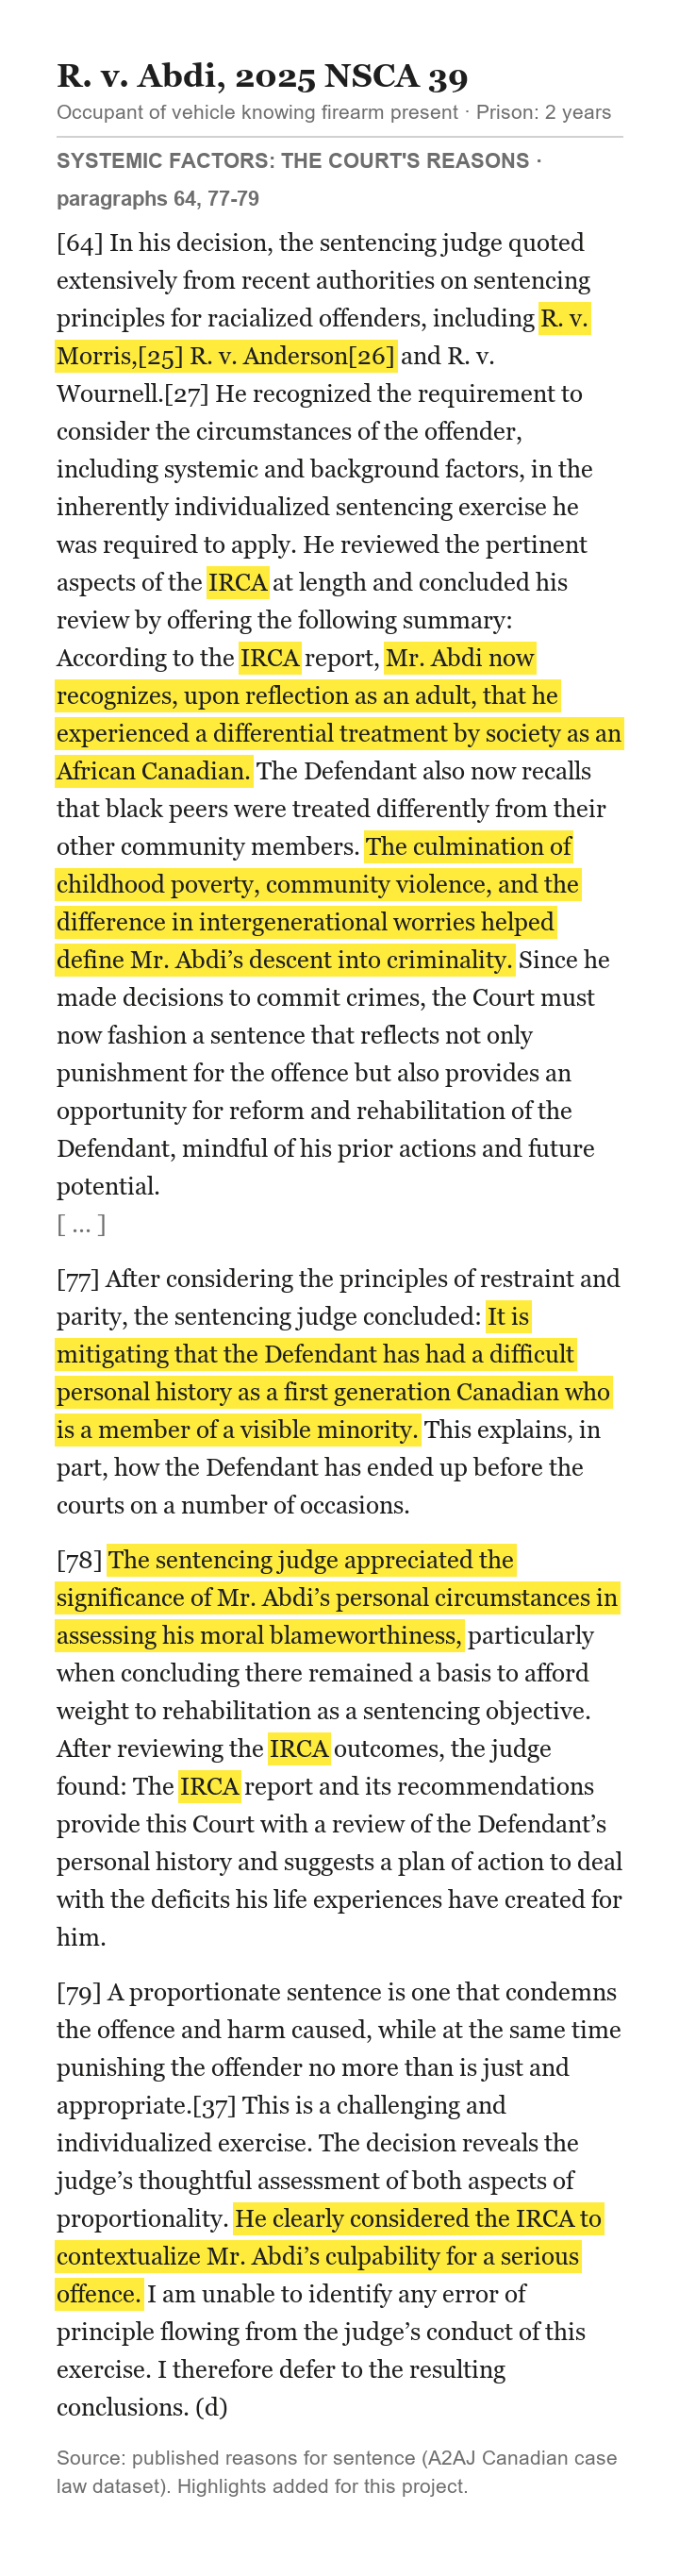 R. v. Abdi, 2025 NSCA 39
Occupant of vehicle knowing firearm present · Prison: 2 years
SYSTEMIC FACTORS: THE COURT'S REASONS ·
paragraphs 64, 77-79
[64] In his decision, the sentencing judge quoted
extensively from recent authorities on sentencing
principles for racialized offenders, including R. v.
Morris,[25] R. v. Anderson[26] and R. v.
Wournell.[27] He recognized the requirement to
consider the circumstances of the offender,
including systemic and background factors, in the
inherently individualized sentencing exercise he
was required to apply. He reviewed the pertinent
aspects of the IRCA at length and concluded his
review by offering the following summary:
According to the IRCA report, Mr. Abdi now
recognizes, upon reflection as an adult, that he
experienced a differential treatment by society as an
African Canadian. The Defendant also now recalls
that black peers were treated differently from their
other community members. The culmination of
childhood poverty, community violence, and the
difference in intergenerational worries helped
define Mr. Abdi’s descent into criminality. Since he
made decisions to commit crimes, the Court must
now fashion a sentence that reflects not only
punishment for the offence but also provides an
opportunity for reform and rehabilitation of the
Defendant, mindful of his prior actions and future
potential.
[ ... ]
[77] After considering the principles of restraint and
parity, the sentencing judge concluded: It is
mitigating that the Defendant has had a difficult
personal history as a first generation Canadian who
is a member of a visible minority. This explains, in
part, how the Defendant has ended up before the
courts on a number of occasions.
[78] The sentencing judge appreciated the
significance of Mr. Abdi’s personal circumstances in
assessing his moral blameworthiness, particularly
when concluding there remained a basis to afford
weight to rehabilitation as a sentencing objective.
After reviewing the IRCA outcomes, the judge
found: The IRCA report and its recommendations
provide this Court with a review of the Defendant’s
personal history and suggests a plan of action to deal
with the deficits his life experiences have created for
him.
[79] A proportionate sentence is one that condemns
the offence and harm caused, while at the same time
punishing the offender no more than is just and
appropriate.[37] This is a challenging and
individualized exercise. The decision reveals the
judge’s thoughtful assessment of both aspects of
proportionality. He clearly considered the IRCA to
contextualize Mr. Abdi’s culpability for a serious
offence. I am unable to identify any error of
principle flowing from the judge’s conduct of this
exercise. I therefore defer to the resulting
conclusions. (d)
Source: published reasons for sentence (A2AJ Canadian case
law dataset). Highlights added for this project.